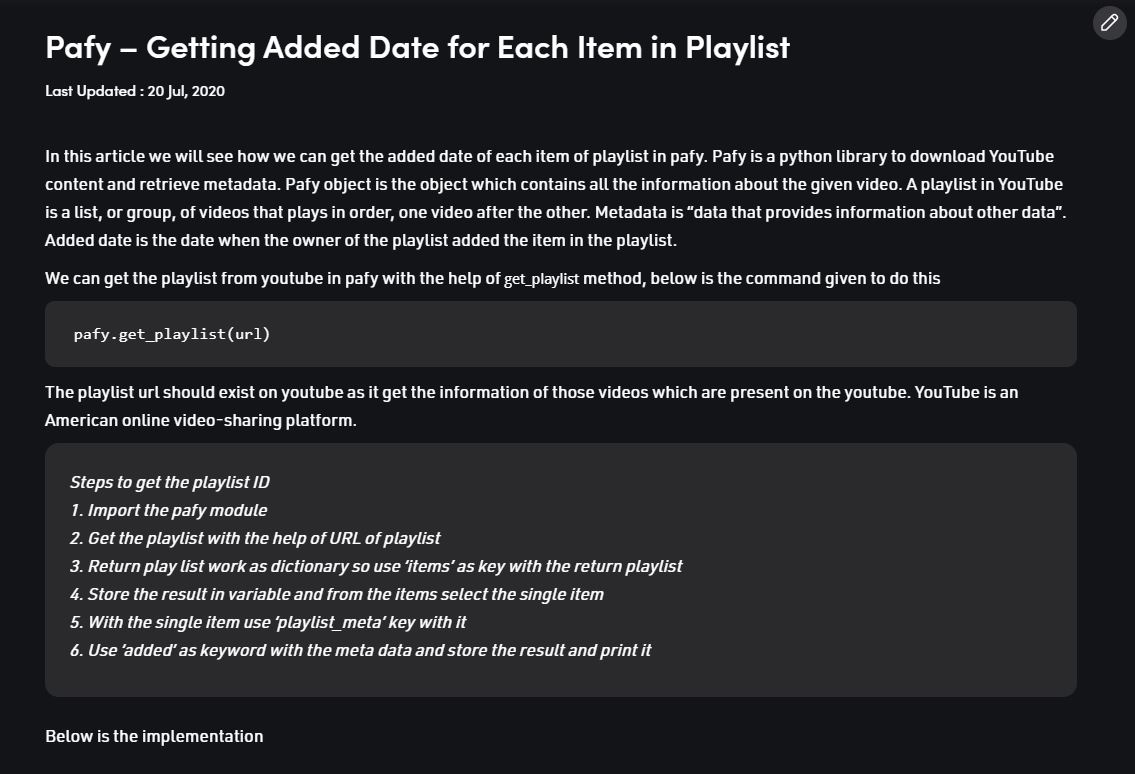 Pafy – Getting Added Date for Each Item in Playlist
Last Updated : 20 Jul, 2020
In this article we will see how we can get the added date of each item of playlist in pafy. Pafy is a python library to download YouTube
content and retrieve metadata. Pafy object is the object which contains all the information about the given video. A playlist in YouTube
is a list, or group, of videos that plays in order, one video after the other. Metadata is “data that provides information about other data”.
Added date is the date when the owner of the playlist added the item in the playlist.
We can get the playlist from youtube in pafy with the help of get_playlist method, below is the command given to do this
pafy.get_playlist(url)
The playlist url should exist on youtube as it get the information of those videos which are present on the youtube. YouTube is an
American online video-sharing platform.
Steps to get the playlist ID
1. Import the pafy module
2. Get the playlist with the help of URL of playlist
3. Return play list work as dictionary so use ‘items’ as key with the return playlist
4. Store the result in variable and from the items select the single item
5. With the single item use ‘playlist_meta’ key with it
6. Use ‘added’ as keyword with the meta data and store the result and print it
Below is the implementation